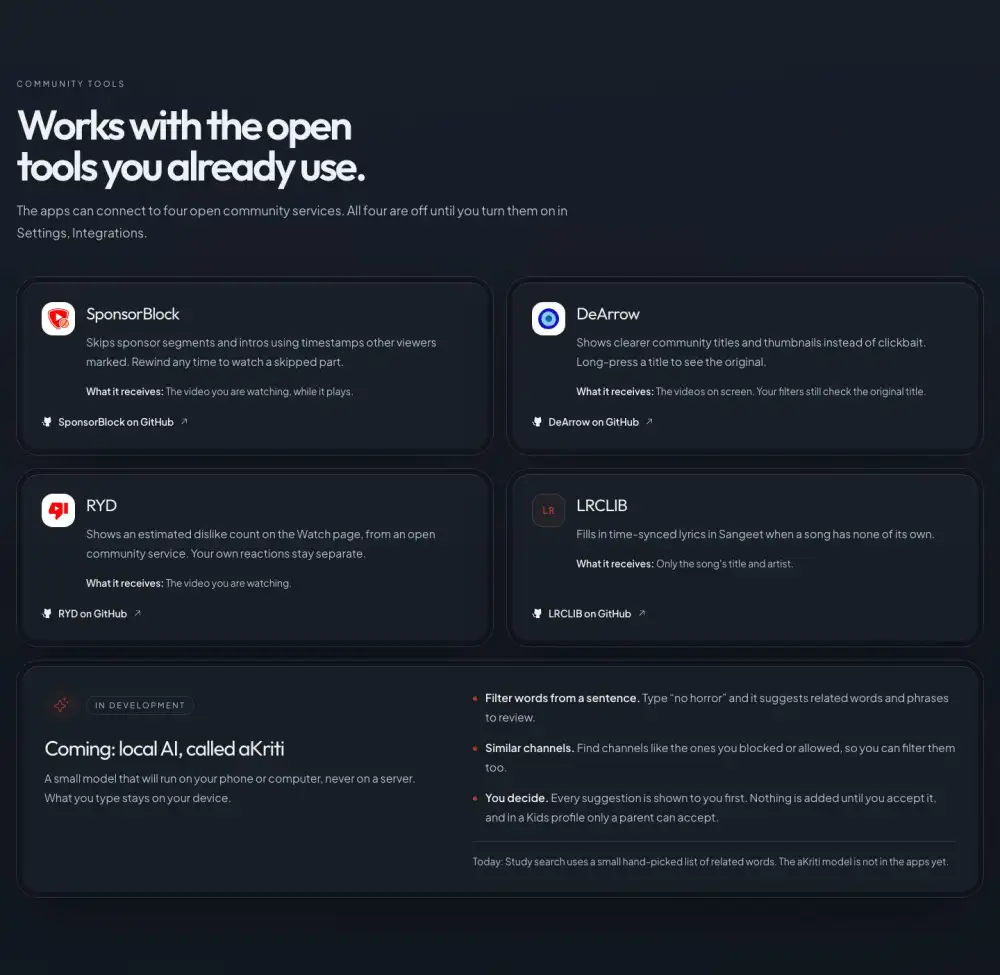 COMMUNITY TOOLS
Works with the open
tools you already use.
The apps can connect to four open community services. All four are off until you turn them on in
Settings, Integrations.
SponsorBlock
Skips sponsor segments and intros using timestamps other viewers
marked. Rewind any time to watch a skipped part.
What it receives: The video you are watching, while it plays.
SponsorBlock on GitHub ↗
DeArrow
Shows clearer community titles and thumbnails instead of clickbait.
Long-press a title to see the original.
What it receives: The videos on screen. Your filters still check the original title.
DeArrow on GitHub ↗
RYD
Shows an estimated dislike count on the Watch page, from an open
community service. Your own reactions stay separate.
What it receives: The video you are watching.
RYD on GitHub ↗
LR
LRCLIB
Fills in time-synced lyrics in Sangeet when a song has none of its own.
What it receives: Only the song's title and artist.
LRCLIB on GitHub ↗
IN DEVELOPMENT
Coming: local AI, called aKriti
A small model that will run on your phone or computer, never on a server.
What you type stays on your device.
• Filter words from a sentence. Type “no horror” and it suggests related words and phrases
to review.
• Similar channels. Find channels like the ones you blocked or allowed, so you can filter them
too.
• You decide. Every suggestion is shown to you first. Nothing is added until you accept it,
and in a Kids profile only a parent can accept.
Today: Study search uses a small hand-picked list of related words. The aKriti model is not in the apps yet.